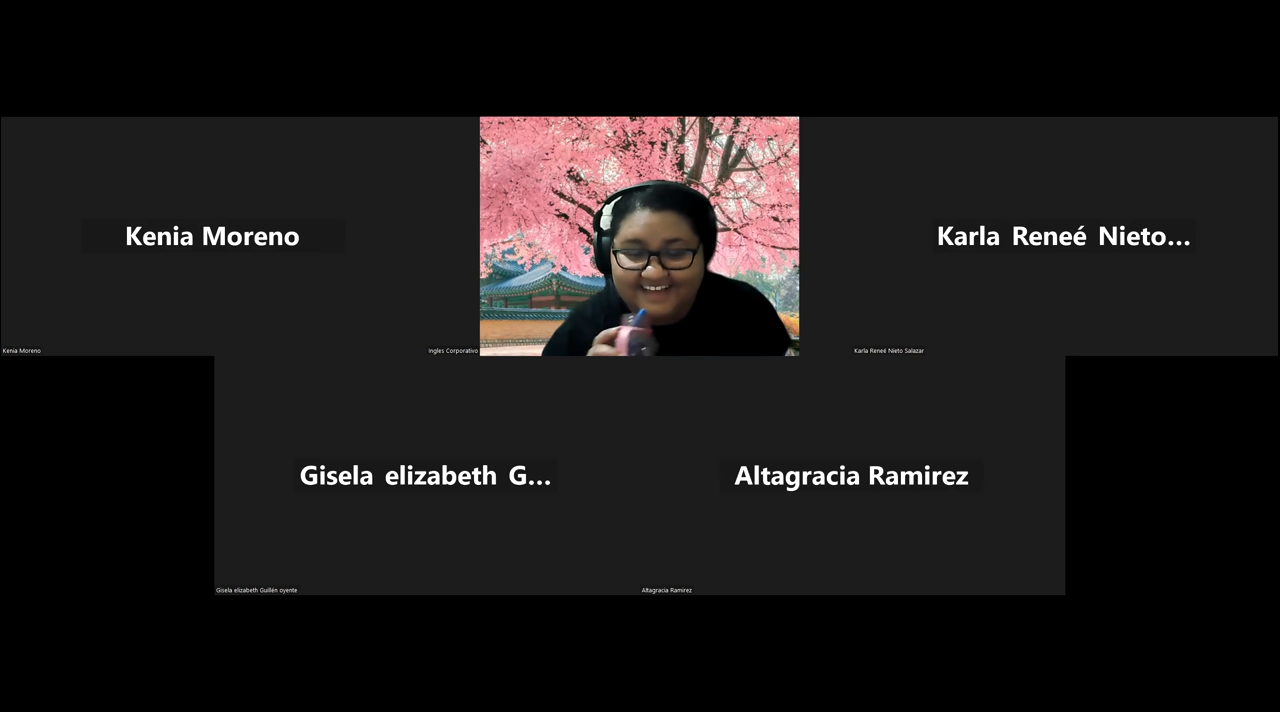 Kenia Moreno
Karla Reneé Nieto...
Kenia Moreno
Ingles Corporativo
Karla Reneé Nieto Salazar
Gisela elizabeth G...
Altagracia Ramirez
Gisela elizabeth Guillén oyente
Altagracia Ramirez